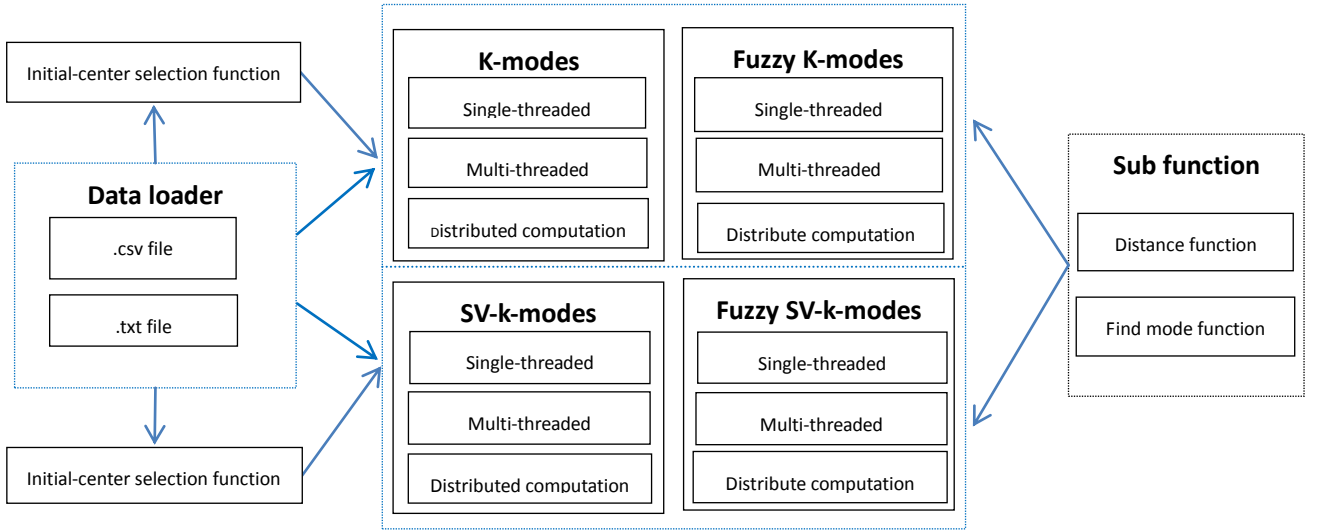 Initial-center selection function
Data loader
.csv file
.txt file
Initial-center selection function
K-modes
Single-threaded
Multi-threaded
Distributed computation
Fuzzy K-modes
Single-threaded
Multi-threaded
Distribute computation
SV-k-modes
Single-threaded
Multi-threaded
Distributed computation
Fuzzy SV-k-modes
Single-threaded
Multi-threaded
Distribute computation
Sub function
Distance function
Find mode function